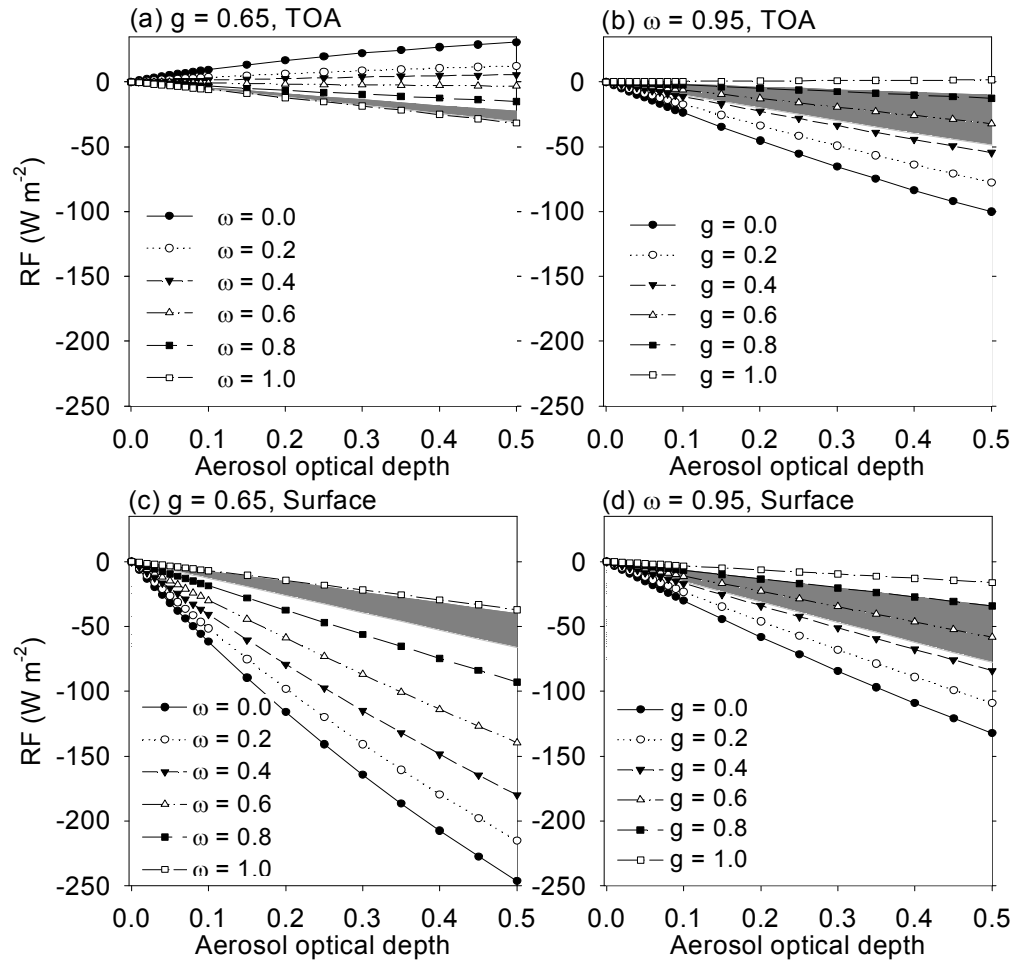 (a) g = 0.65, TOA
(b) ω = 0.95, TOA
RF (W m-2)
0
-50
-100
-150
-200
-250
ω = 0.0
ω = 0.2
ω = 0.4
ω = 0.6
ω = 0.8
ω = 1.0
0.0 0.1 0.2 0.3 0.4 0.5
Aerosol optical depth
0
-50
-100
-150
-200
-250
g = 0.0
g = 0.2
g = 0.4
g = 0.6
g = 0.8
g = 1.0
0.0 0.1 0.2 0.3 0.4 0.5
Aerosol optical depth
(c) g = 0.65, Surface
(d) ω = 0.95, Surface
RF (W m-2)
0
-50
-100
-150
-200
-250
ω = 0.0
ω = 0.2
ω = 0.4
ω = 0.6
ω = 0.8
ω = 1.0
0.0 0.1 0.2 0.3 0.4 0.5
Aerosol optical depth
0
-50
-100
-150
-200
-250
g = 0.0
g = 0.2
g = 0.4
g = 0.6
g = 0.8
g = 1.0
0.0 0.1 0.2 0.3 0.4 0.5
Aerosol optical depth